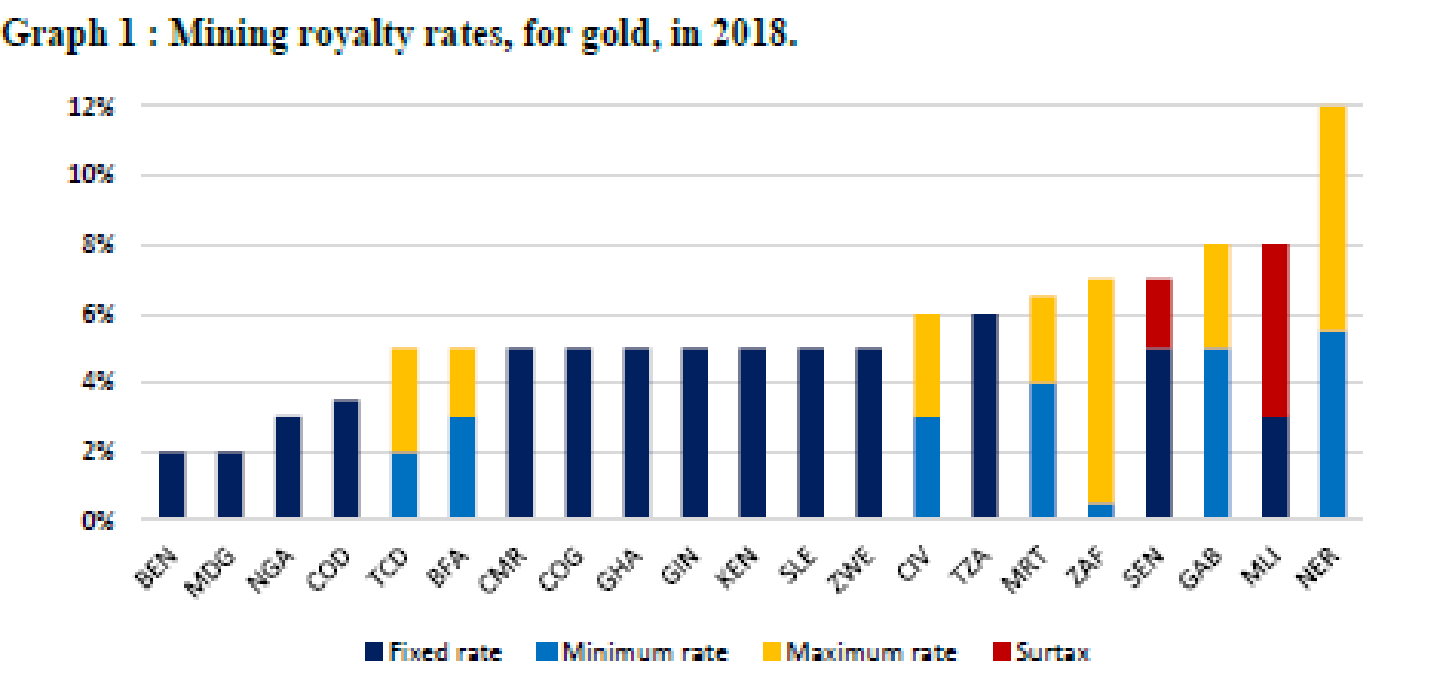 Graph 1 : Mining royalty rates, for gold, in 2018.
12%
10%
8%
6%
4%
2%
0%
BEN MDG NGA COD TCD BFA CMR COG GHA GIN KEN SLE ZWE CIV TZA MRT ZAF SEN GAB MLI NER
Fixed rate Minimum rate Maximum rate Surtax